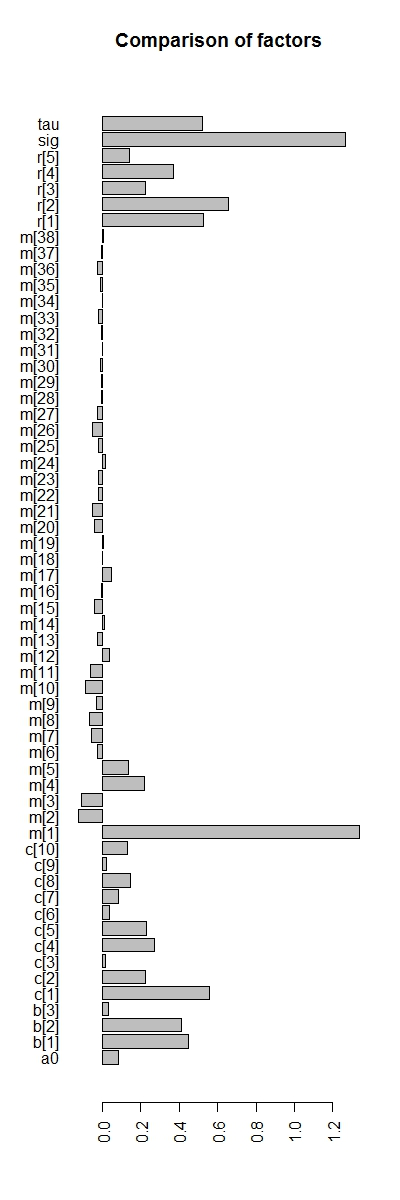 Comparison of factors
tau
sig
r[5]
r[4]
r[3]
r[2]
r[1]
m[38]
m[37]
m[36]
m[35]
m[34]
m[33]
m[32]
m[31]
m[30]
m[29]
m[28]
m[27]
m[26]
m[25]
m[24]
m[23]
m[22]
m[21]
m[20]
m[19]
m[18]
m[17]
m[16]
m[15]
m[14]
m[13]
m[12]
m[11]
m[10]
m[9]
m[8]
m[7]
m[6]
m[5]
m[4]
m[3]
m[2]
m[1]
c[10]
c[9]
c[8]
c[7]
c[6]
c[5]
c[4]
c[3]
c[2]
c[1]
b[3]
b[2]
b[1]
a0
0.0 0.2 0.4 0.6 0.8 1.0 1.2